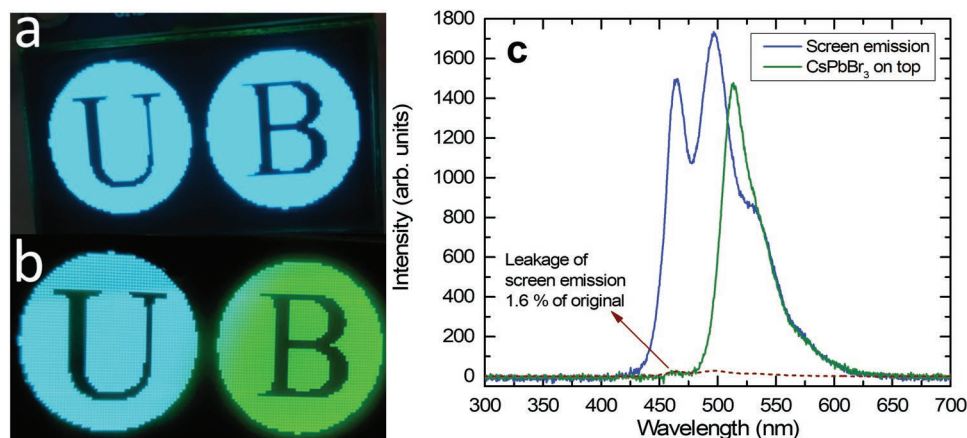 a
U B
b
U B
c
Screen emission
CsPbBr₃ on top
Leakage of
screen emission
1.6 % of original
Intensity (arb. units)
1800
1600
1400
1200
1000
800
600
400
200
0
300 350 400 450 500 550 600 650 700
Wavelength (nm)